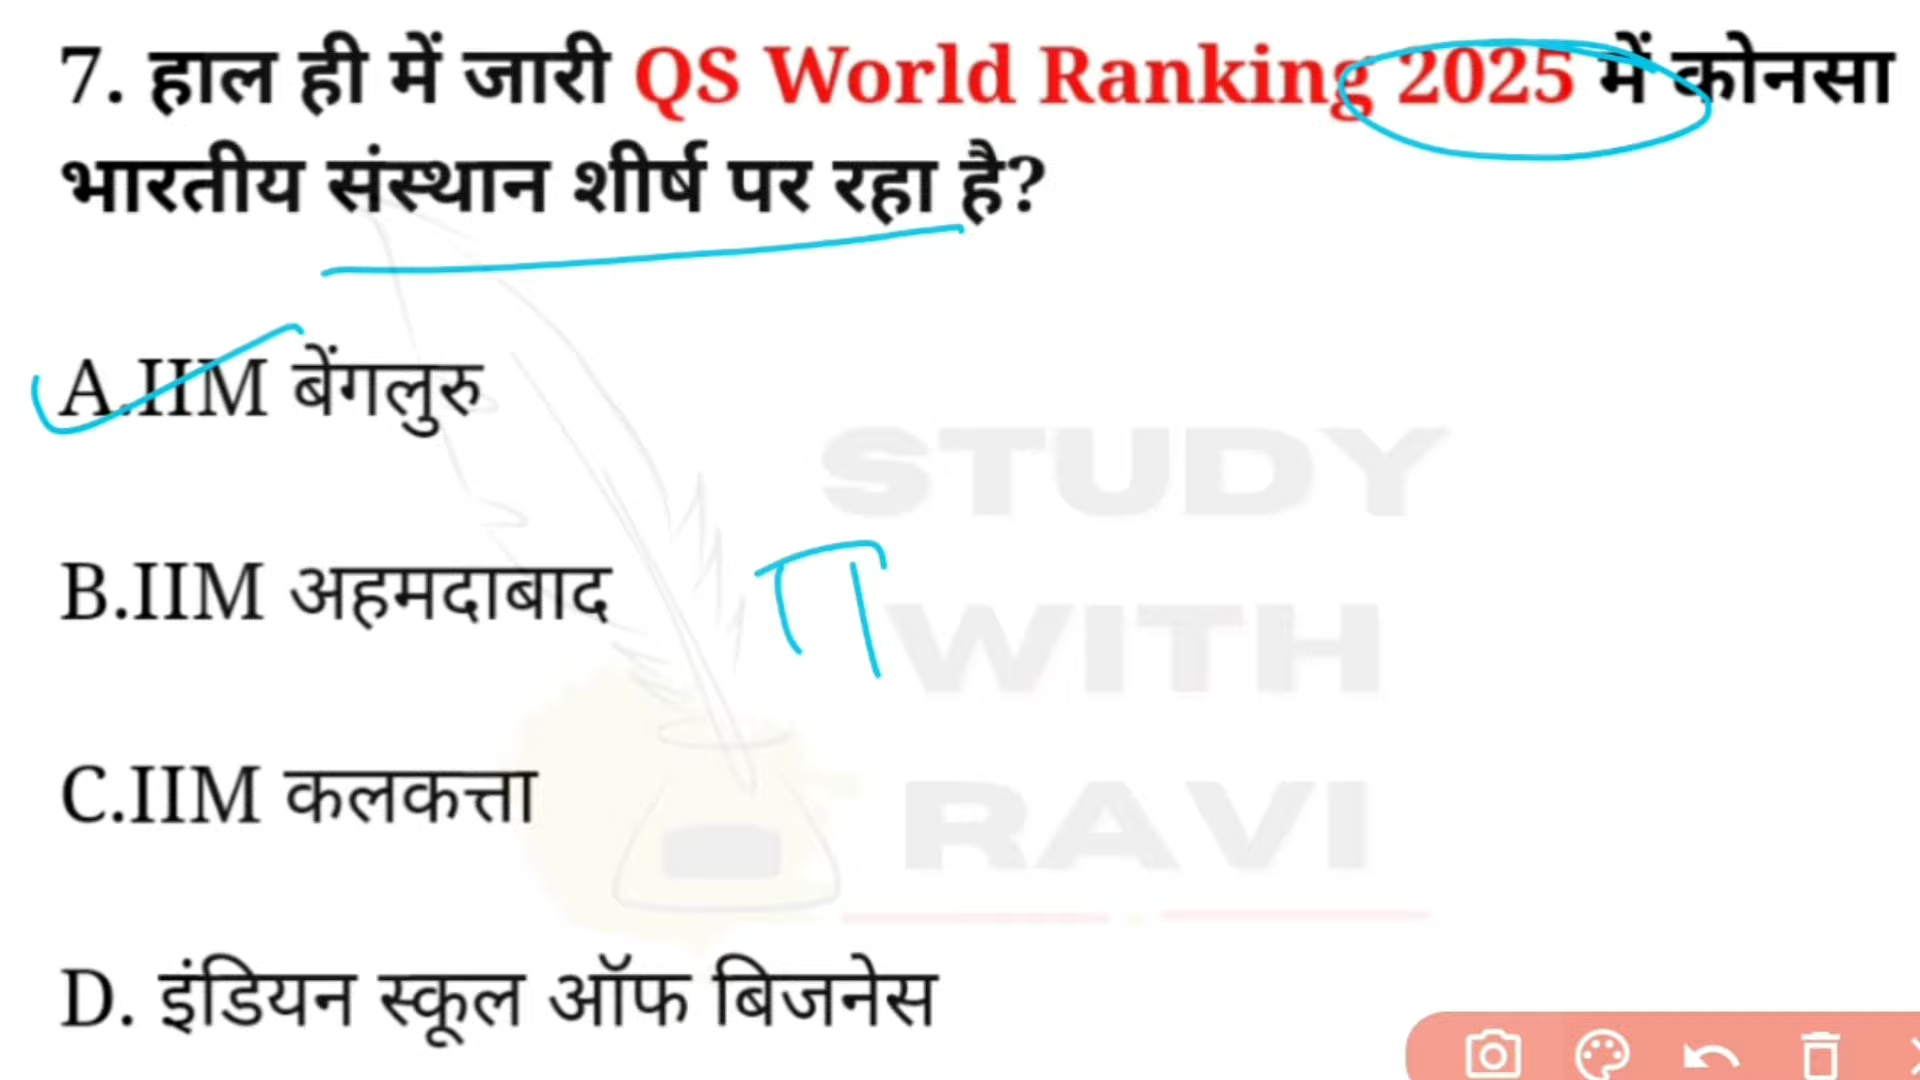 7. हाल ही में जारी QS World Ranking 2025 में कोनसा
भारतीय संस्थान शीर्ष पर रहा है?
A.IIM बेंगलुरु
B.IIM अहमदाबाद
C.IIM कलकत्ता
D. इंडियन स्कूल ऑफ बिजनेस
STUDY
WITH
RAVI